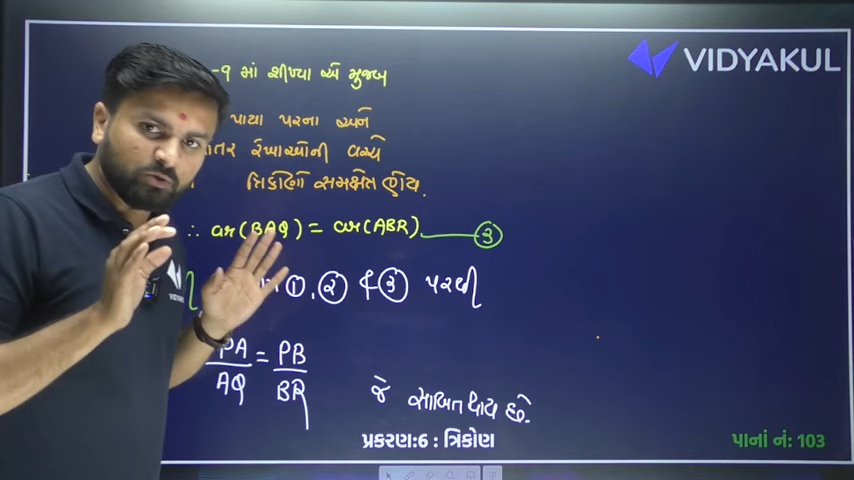 VIDYAKUL
-૧ માં શીખ્યા એ મુજબ
પાયા પરના અને
રેખાઓની વચ્ચે
ત્રિકોણો સમક્ષેત્ર હોય.
∴ ar(BAQ) = ar(ABR) ③
①, ② & ③ પરથી
PA/AQ = PB/BR જે સાબિત થાય છે.
પ્રકરણ:6 : ત્રિકોણ
પાનાં નં: 103